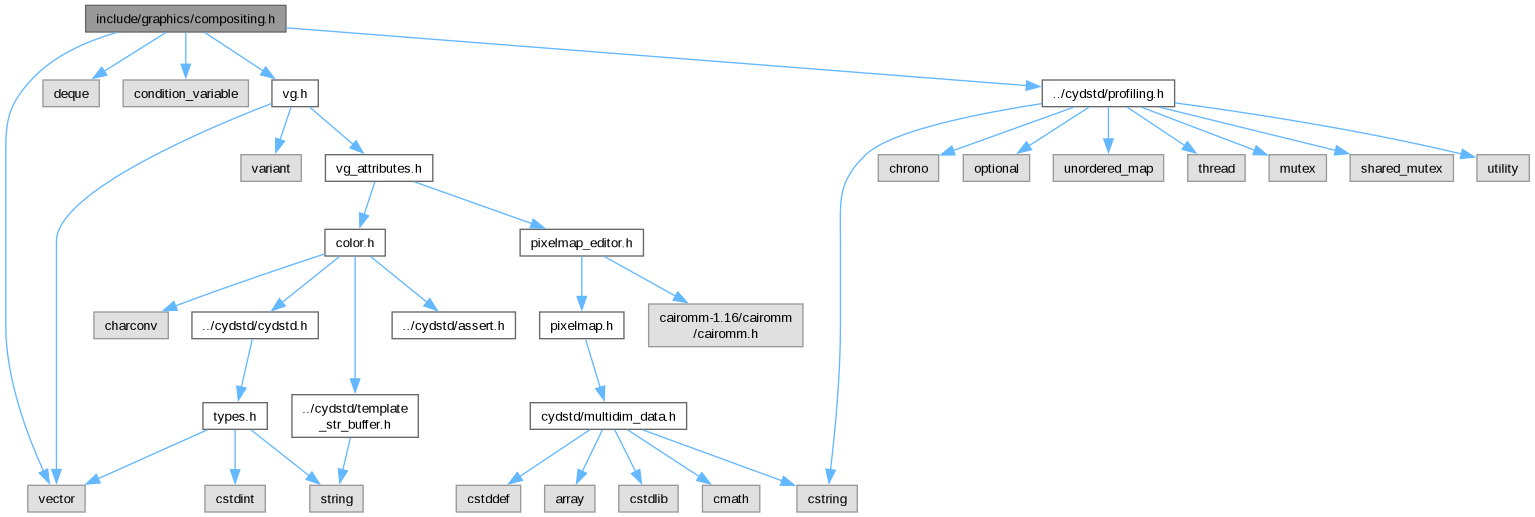 include/graphics/compositing.h
deque
condition_variable
vg.h
../cydstd/profiling.h
variant
vg_attributes.h
chrono
optional
unordered_map
thread
mutex
shared_mutex
utility
color.h
pixelmap_editor.h
charconv
../cydstd/cydstd.h
../cydstd/assert.h
pixelmap.h
cairomm-1.16/cairomm
/cairomm.h
types.h
../cydstd/template
_str_buffer.h
cydstd/multidim_data.h
vector
cstdint
string
cstddef
array
cstdlib
cmath
cstring